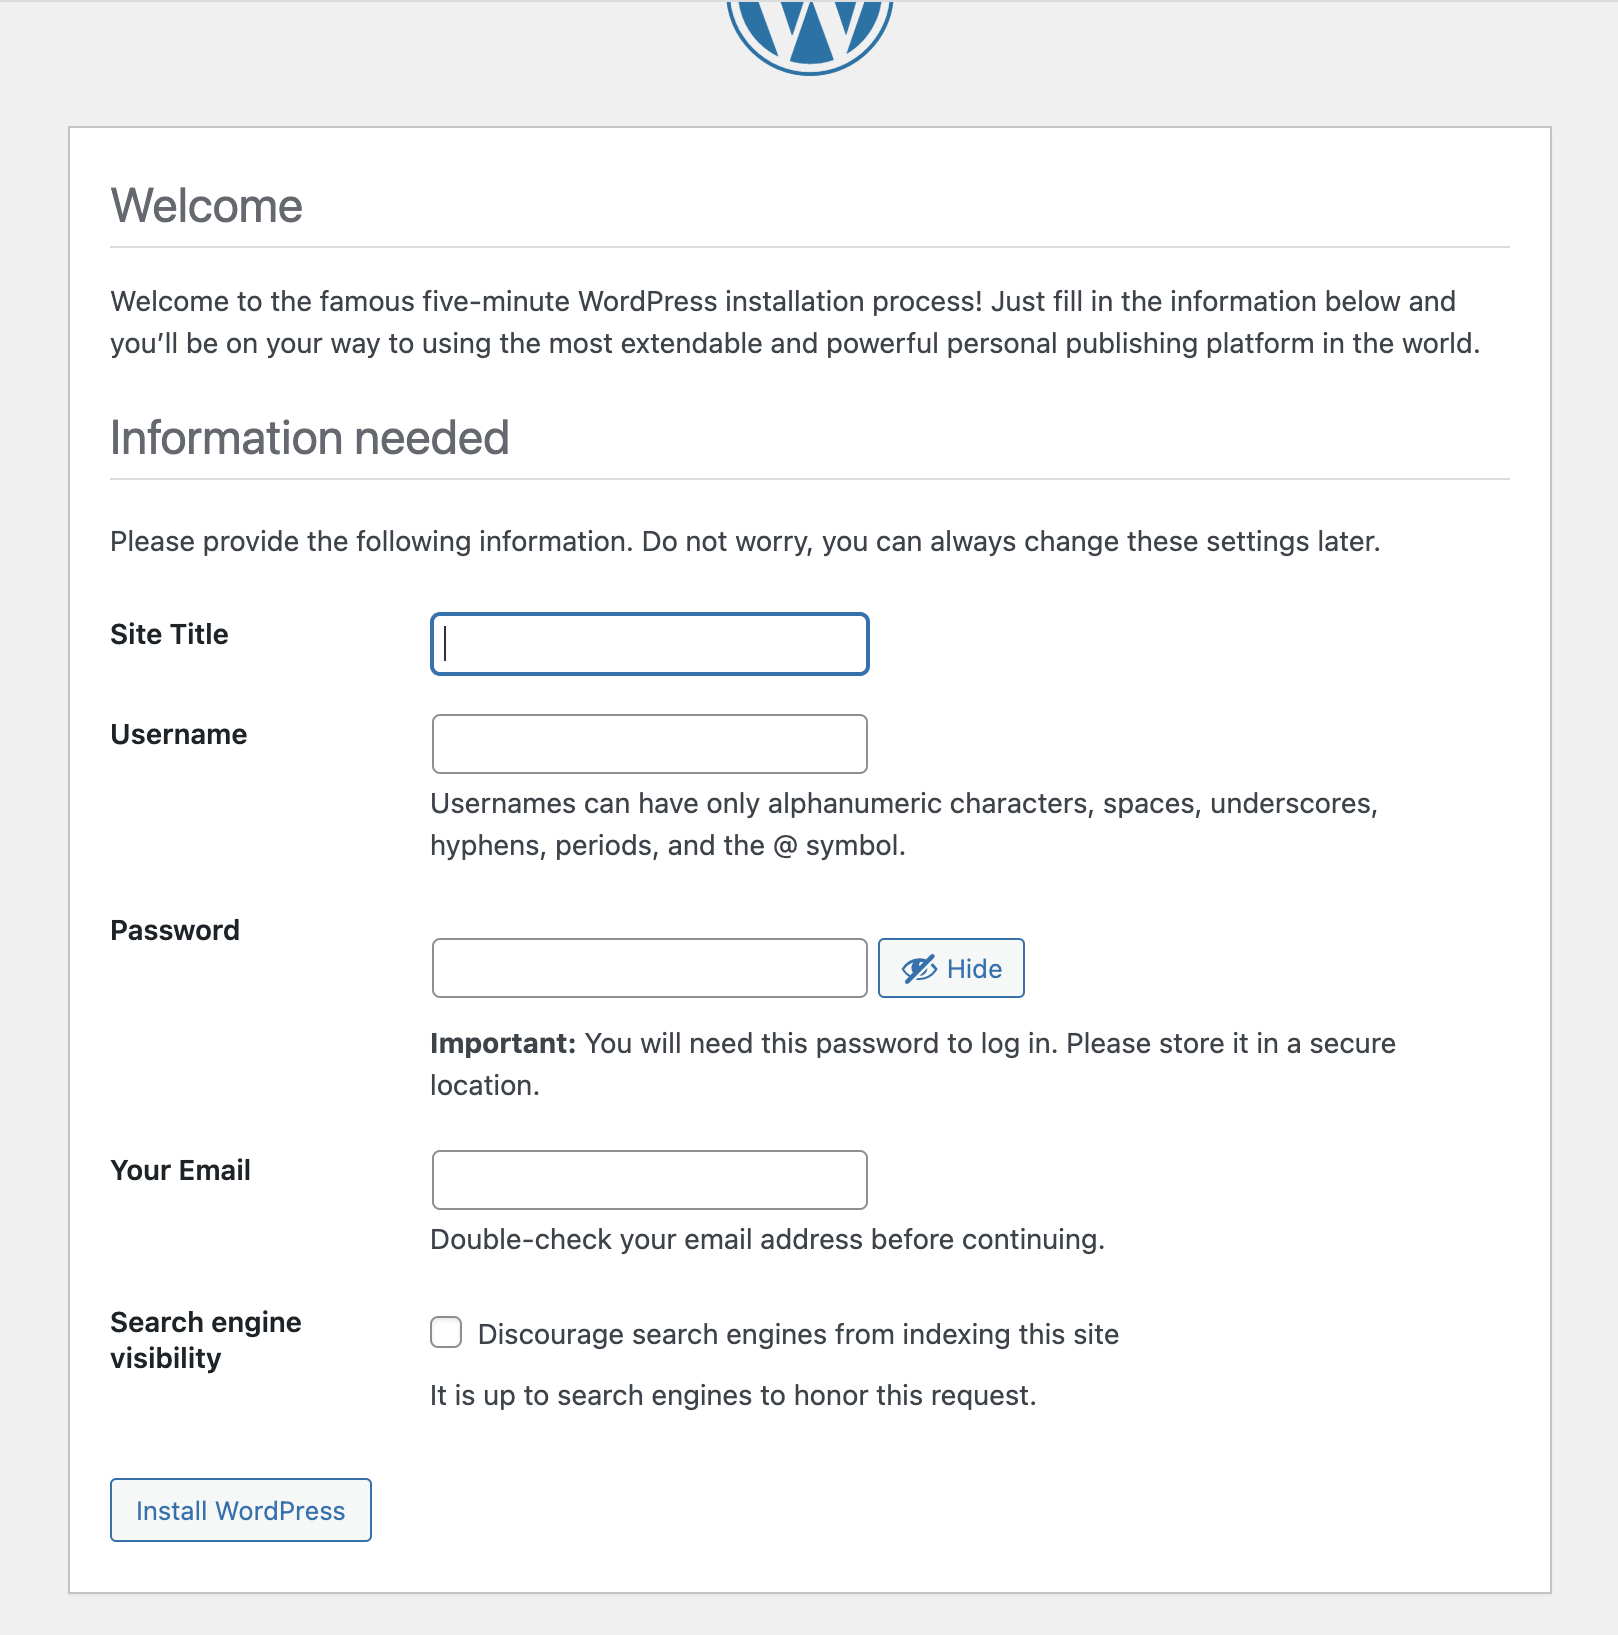 Welcome
Welcome to the famous five-minute WordPress installation process! Just fill in the information below and
you’ll be on your way to using the most extendable and powerful personal publishing platform in the world.
Information needed
Please provide the following information. Do not worry, you can always change these settings later.
Site Title
Username
Usernames can have only alphanumeric characters, spaces, underscores,
hyphens, periods, and the @ symbol.
Password
Hide
Important: You will need this password to log in. Please store it in a secure
location.
Your Email
Double-check your email address before continuing.
Search engine
visibility
Discourage search engines from indexing this site
It is up to search engines to honor this request.
Install WordPress